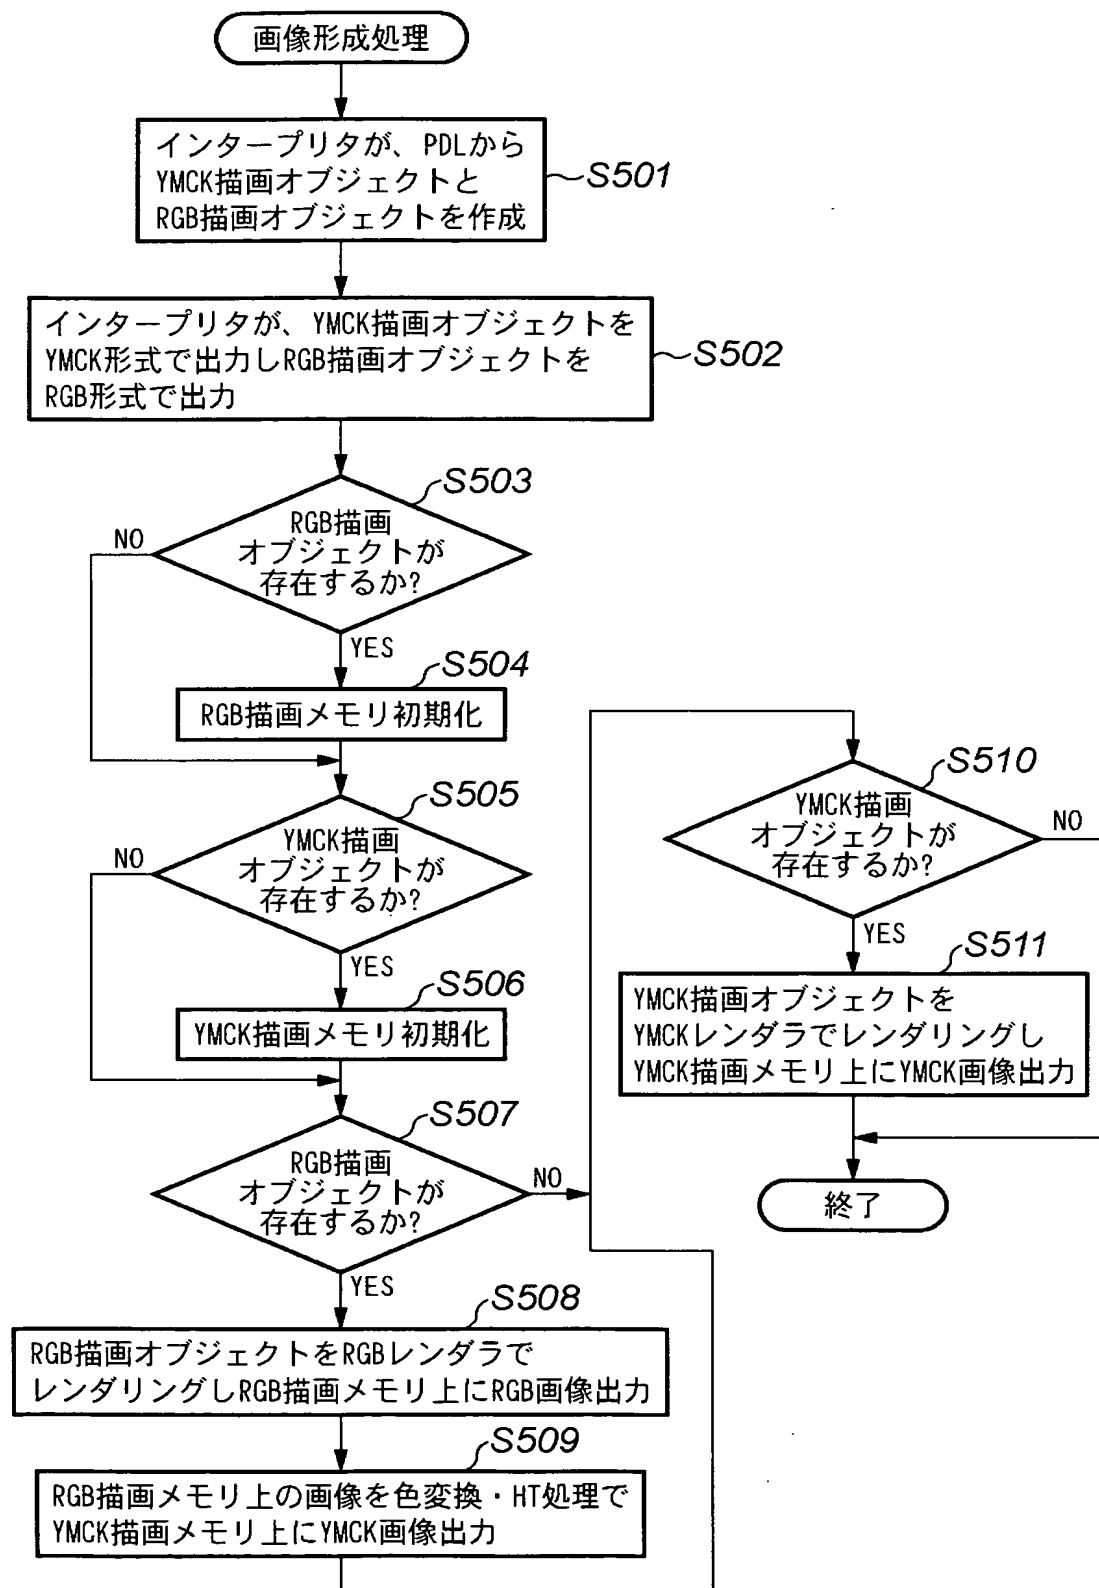 画像形成処理
インタープリタが、PDLから
YMCK描画オブジェクトと
RGB描画オブジェクトを作成
S501
インタープリタが、YMCK描画オブジェクトを
YMCK形式で出力しRGB描画オブジェクトを
RGB形式で出力
S502
S503
RGB描画
オブジェクトが
存在するか?
NO
YES
S504
RGB描画メモリ初期化
S505
YMCK描画
オブジェクトが
存在するか?
NO
YES
S506
YMCK描画メモリ初期化
S507
RGB描画
オブジェクトが
存在するか?
NO
YES
S508
RGB描画オブジェクトをRGBレンダラで
レンダリングしRGB描画メモリ上にRGB画像出力
S509
RGB描画メモリ上の画像を色変換・HT処理で
YMCK描画メモリ上にYMCK画像出力
S510
YMCK描画
オブジェクトが
存在するか?
NO
YES
S511
YMCK描画オブジェクトを
YMCKレンダラでレンダリングし
YMCK描画メモリ上にYMCK画像出力
終了